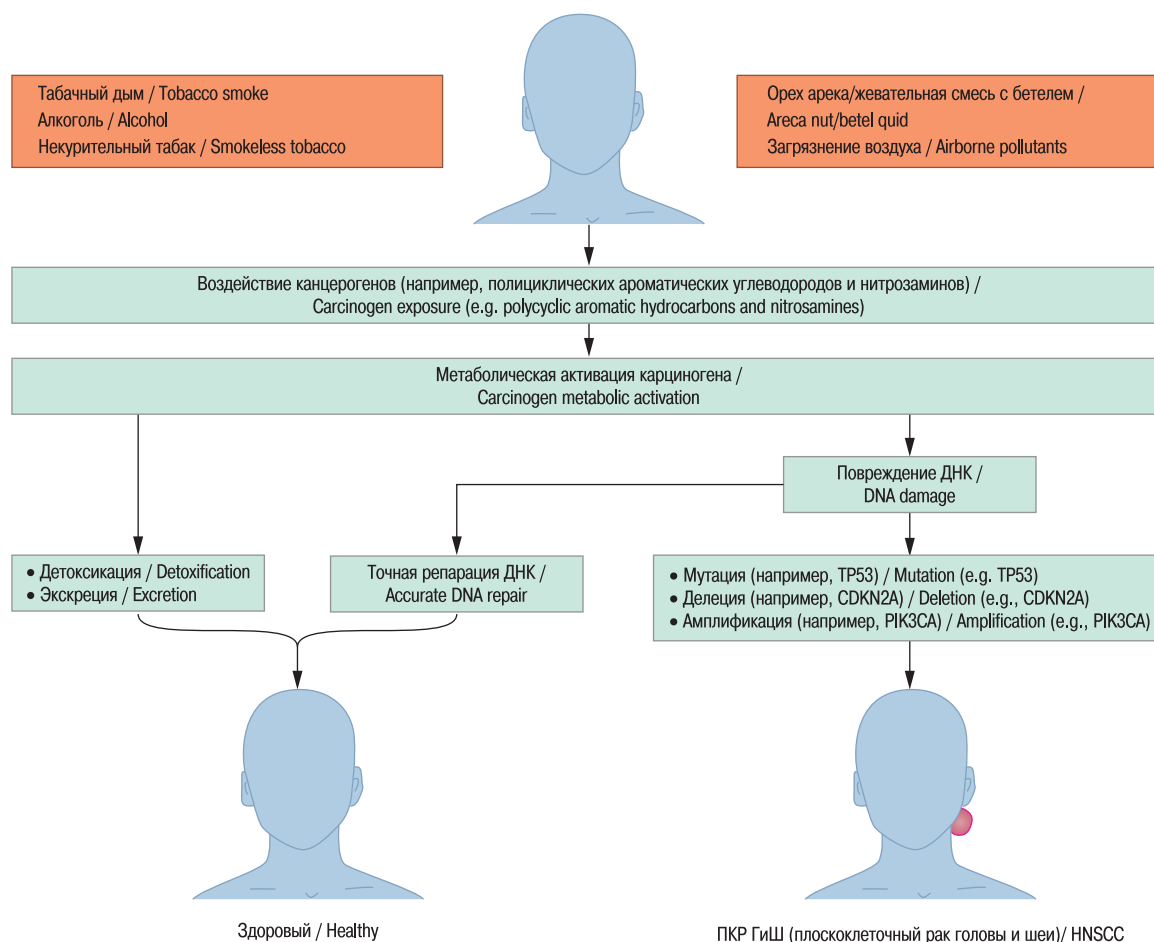 Табачный дым / Tobacco smoke
Алкоголь / Alcohol
Некурительный табак / Smokeless tobacco
Орех арека/жевательная смесь с бетелем /
Areca nut/betel quid
Загрязнение воздуха / Airborne pollutants
Воздействие канцерогенов (например, полициклических ароматических углеводородов и нитрозаминов) /
Carcinogen exposure (e.g. polycyclic aromatic hydrocarbons and nitrosamines)
Метаболическая активация карциногена /
Carcinogen metabolic activation
Повреждение ДНК /
DNA damage
• Детоксикация / Detoxification
• Экскреция / Excretion
Точная репарация ДНК /
Accurate DNA repair
• Мутация (например, TP53) / Mutation (e.g. TP53)
• Делеция (например, CDKN2A) / Deletion (e.g., CDKN2A)
• Амплификация (например, PIK3CA) / Amplification (e.g., PIK3CA)
Здоровый / Healthy
ПКР ГиШ (плоскоклеточный рак головы и шеи)/ HNSCC